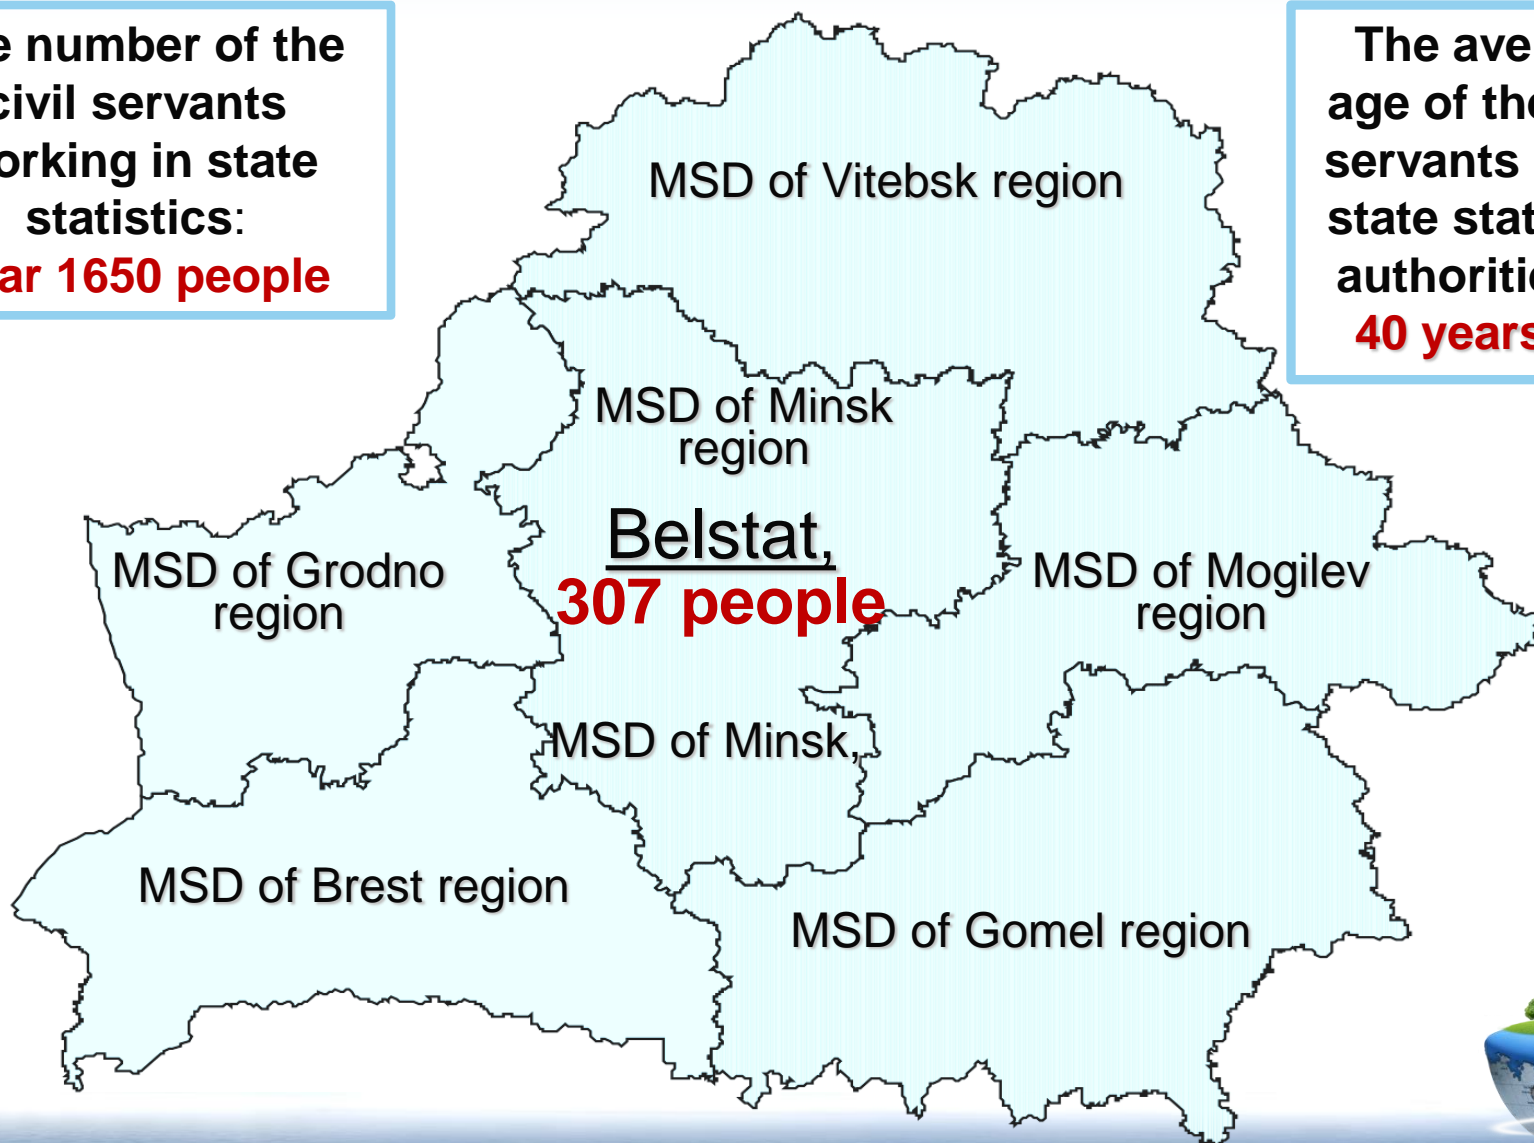 e number of the
civil servants
orking in state
statistics:
ar 1650 people
The ave
age of the
servants
state stat
authoritie
40 years
MSD of Vitebsk region
MSD of Minsk
region
Belstat,
307 people
MSD of Grodno
region
MSD of Mogilev
region
MSD of Minsk,
MSD of Brest region
MSD of Gomel region